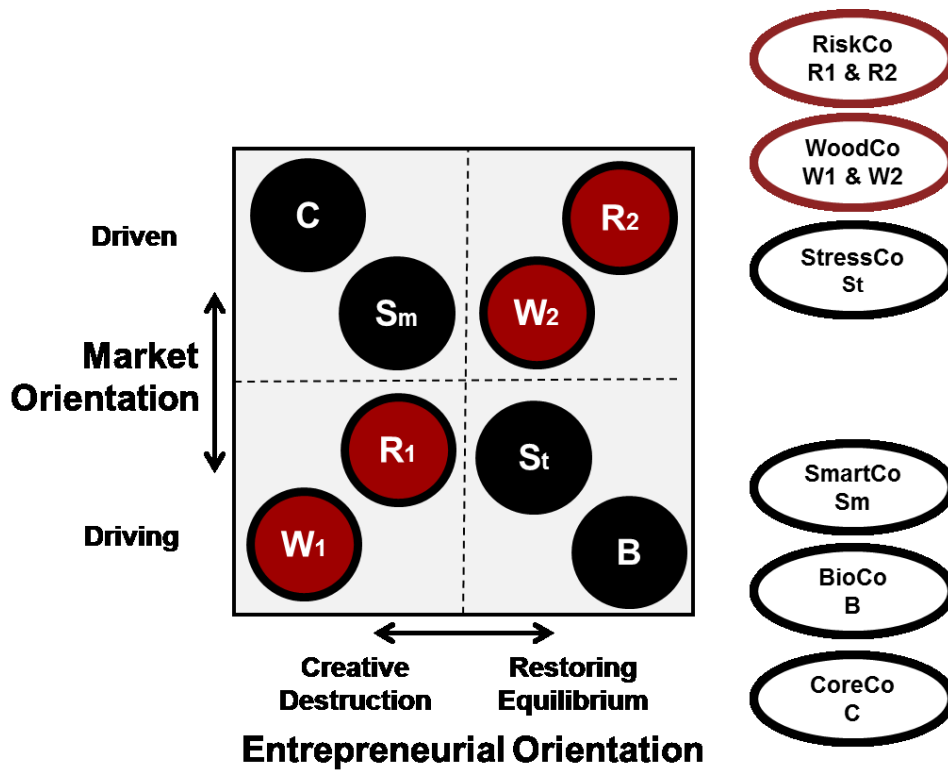 RiskCo
R1 & R2
WoodCo
W1 & W2
StressCo
St
SmartCo
Sm
BioCo
B
CoreCo
C
Driven
Market
Orientation
Driving
C
R2
Sm
W2
R1
St
W1
B
Creative
Destruction
Restoring
Equilibrium
Entrepreneurial Orientation